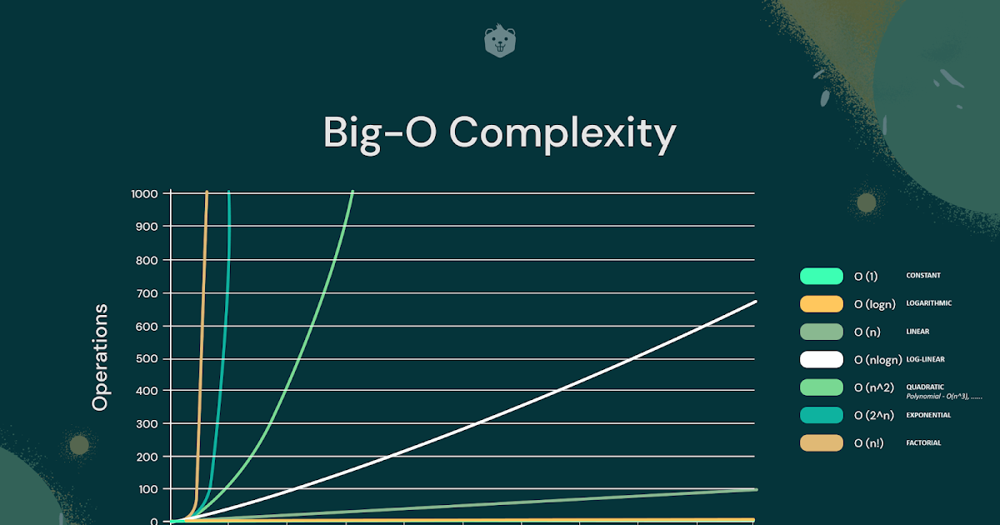 Big-O Complexity
1000
900
800
700
600
500
400
300
200
100
0
Operations
O (1) CONSTANT
O (logn) LOGARITHMIC
O (n) LINEAR
O (nlogn) LOG-LINEAR
O (n^2) QUADRATIC
Polynomial - O(n^3), ......
O (2^n) EXPONENTIAL
O (n!) FACTORIAL